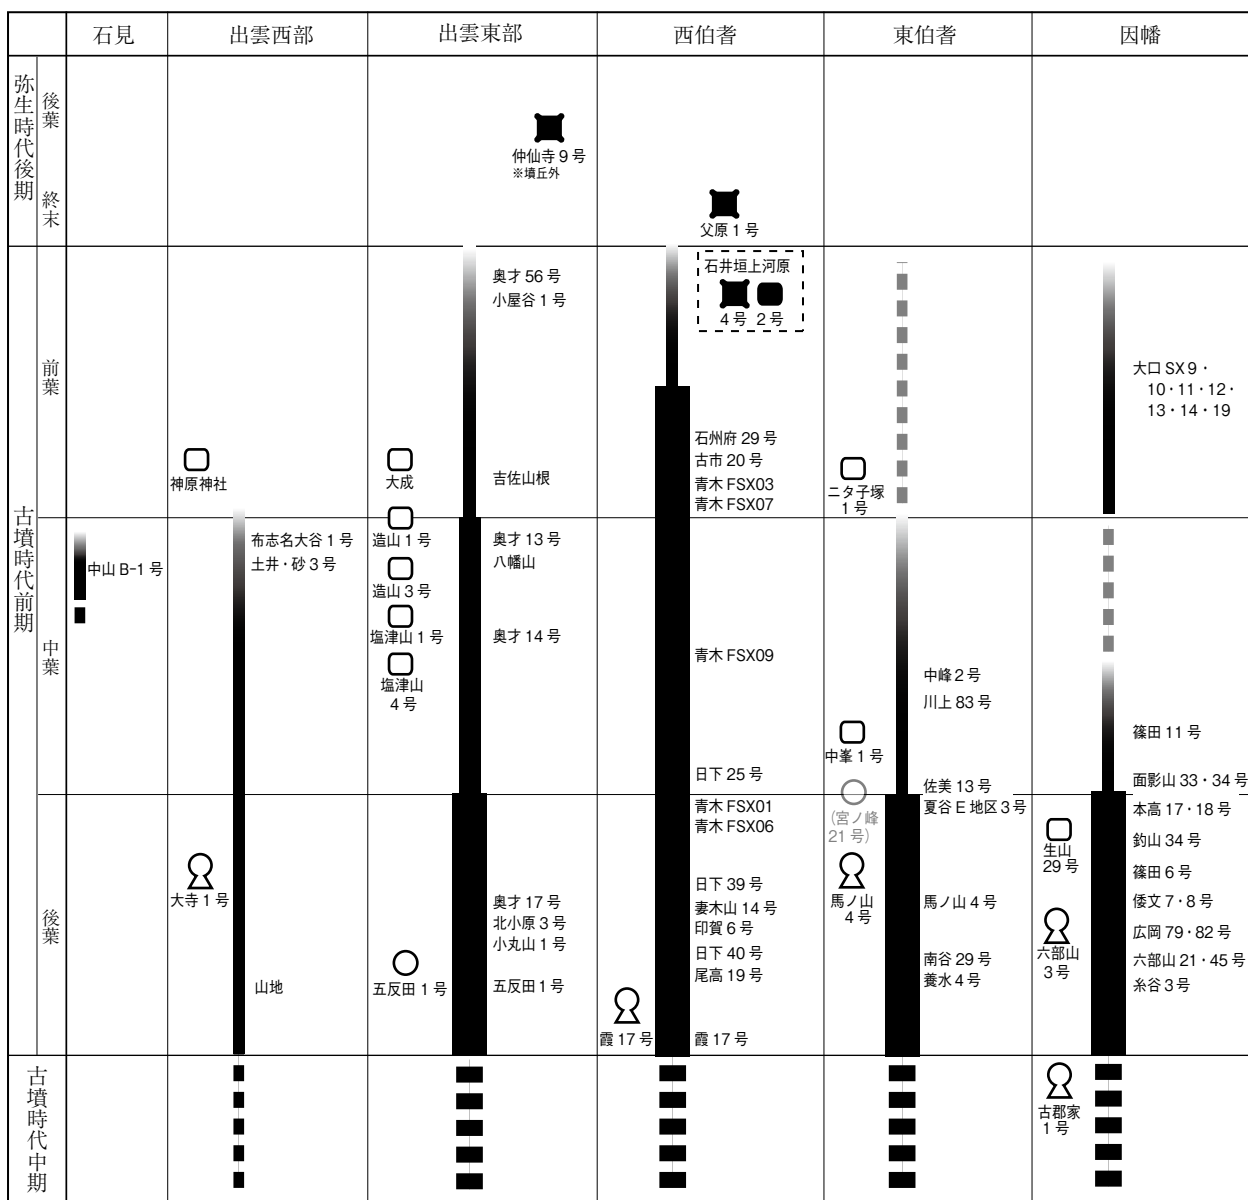 石見
出雲西部
出雲東部
西伯耆
東伯耆
因幡
弥生時代後期
後葉
終末
仲仙寺 9 号
※墳丘外
父原 1 号
古墳時代前期
前葉
奥才 56 号
小屋谷 1 号
石井垣上河原
4 号 2 号
大口 SX 9・
10・11・12・
13・14・19
神原神社
大成
吉佐山根
石州府 29 号
古市 20 号
青木 FSX03
青木 FSX07
ニタ子塚
1 号
中葉
中山 B-1 号
布志名大谷 1 号
土井・砂 3 号
造山 1 号
造山 3 号
塩津山 1 号
塩津山
4 号
奥才 13 号
八幡山
奥才 14 号
青木 FSX09
日下 25 号
中峰 2 号
川上 83 号
中峯 1 号
佐美 13 号
篠田 11 号
面影山 33・34 号
後葉
大寺 1 号
山地
五反田 1 号
奥才 17 号
北小原 3 号
小丸山 1 号
五反田 1 号
青木 FSX01
青木 FSX06
日下 39 号
妻木山 14 号
印賀 6 号
日下 40 号
尾高 19 号
霞 17 号
霞 17 号
(宮ノ峰
21 号)
馬ノ山
4 号
夏谷 E 地区 3 号
馬ノ山 4 号
南谷 29 号
養水 4 号
生山
29 号
六部山
3 号
本高 17・18 号
釣山 34 号
篠田 6 号
倭文 7・8 号
広岡 79・82 号
六部山 21・45 号
糸谷 3 号
古墳時代中期
古郡家
1 号